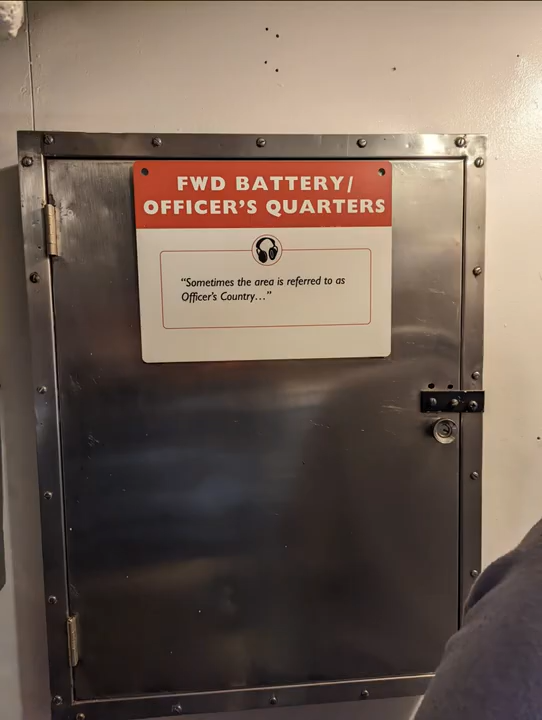 FWD BATTERY/
OFFICER'S QUARTERS
“Sometimes the area is referred to as
Officer's Country…”